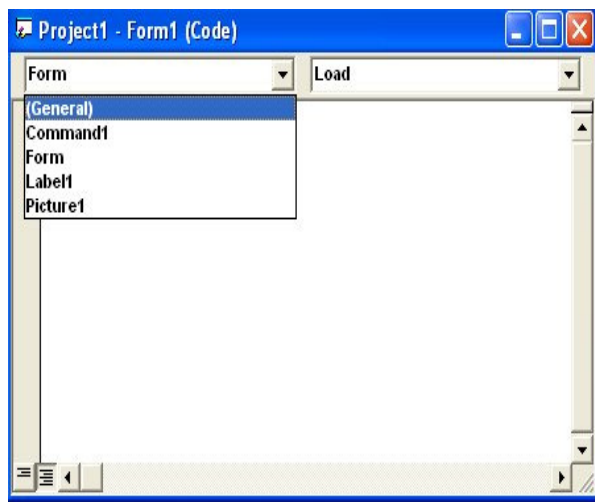 Project1 - Form1 (Code)
Form Load
(General)
Command1
Form
Label1
Picture1